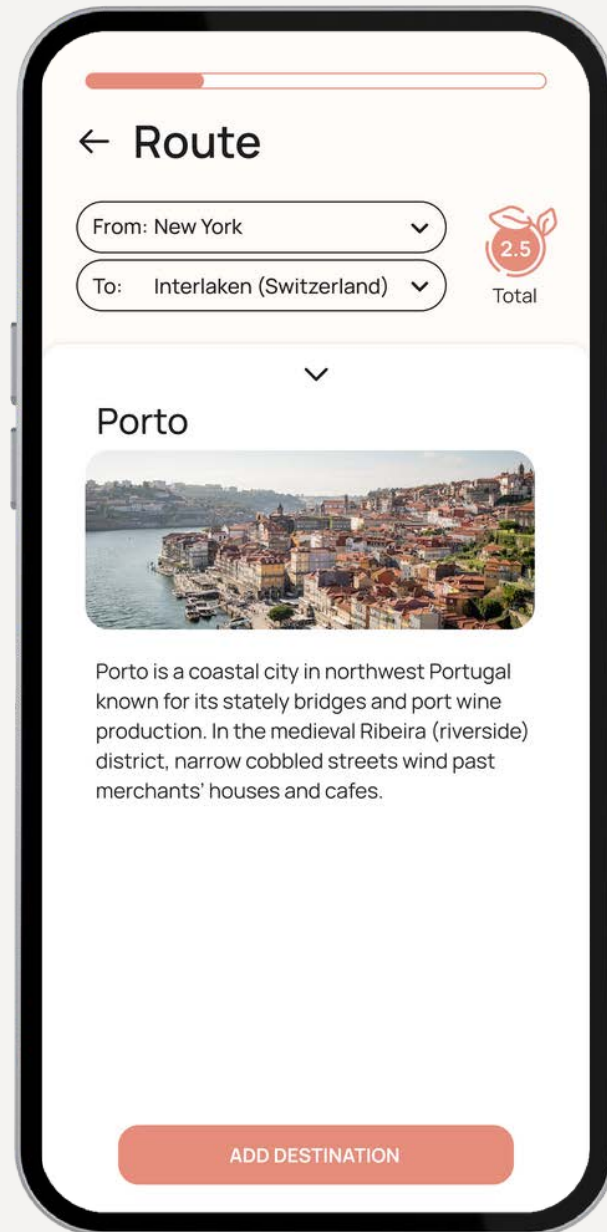 Route
From: New York
To: Interlaken (Switzerland)
2.5
Total
Porto
Porto is a coastal city in northwest Portugal
known for its stately bridges and port wine
production. In the medieval Ribeira (riverside)
district, narrow cobbled streets wind past
merchants’ houses and cafes.
ADD DESTINATION